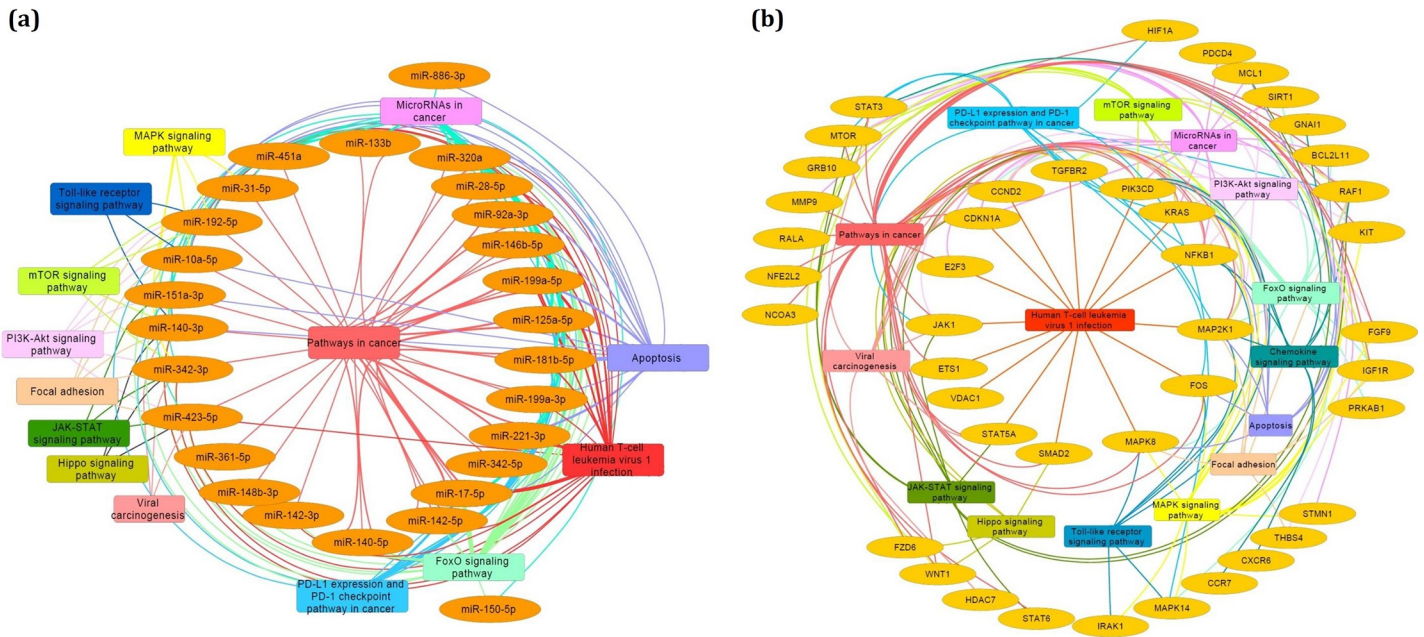 (a)
miR-886-3p
MicroRNAs in
cancer
MAPK signaling
pathway
miR-133b
miR-451a
miR-320a
miR-31-5p
miR-28-5p
Toll-like receptor
signaling pathway
miR-192-5p
miR-92a-3p
miR-146b-5p
miR-10a-5p
mTOR signaling
pathway
miR-199a-5p
miR-151a-3p
miR-125a-5p
miR-140-3p
PI3K-Akt signaling
pathway
Pathways in cancer
miR-181b-5p
Apoptosis
miR-342-3p
Focal adhesion
miR-199a-3p
miR-423-5p
JAK-STAT
signaling pathway
miR-221-3p
Human T-cell
leukemia virus 1
infection
miR-361-5p
Hippo signaling
pathway
miR-342-5p
miR-148b-3p
miR-17-5p
Viral
carcinogenesis
miR-142-3p
miR-142-5p
miR-140-5p
FoxO signaling
pathway
PD-L1 expression and
PD-1 checkpoint
pathway in cancer
miR-150-5p
(b)
HIF1A
PDCD4
MCL1
SIRT1
STAT3
PD-L1 expression and PD-1
checkpoint pathway in cancer
mTOR signaling
pathway
GNAI1
MTOR
MicroRNAs in
cancer
BCL2L11
GRB10
TGFBR2
CCND2
PIK3CD
PI3K-Akt signaling
pathway
RAF1
MMP9
CDKN1A
KRAS
KIT
RALA
Pathways in cancer
NFKB1
NFE2L2
E2F3
FoxO signaling
pathway
NCOA3
Human T-cell leukemia
virus 1 infection
JAK1
MAP2K1
FGF9
Viral
carcinogenesis
Chemokine
signaling pathway
ETS1
IGF1R
VDAC1
FOS
PRKAB1
Apoptosis
STAT5A
MAPK8
SMAD2
Focal adhesion
JAK-STAT signaling
pathway
MAPK signaling
pathway
STMN1
Hippo signaling
pathway
Toll-like receptor
signaling pathway
THBS4
FZD6
CXCR6
WNT1
CCR7
HDAC7
MAPK14
STAT6
IRAK1